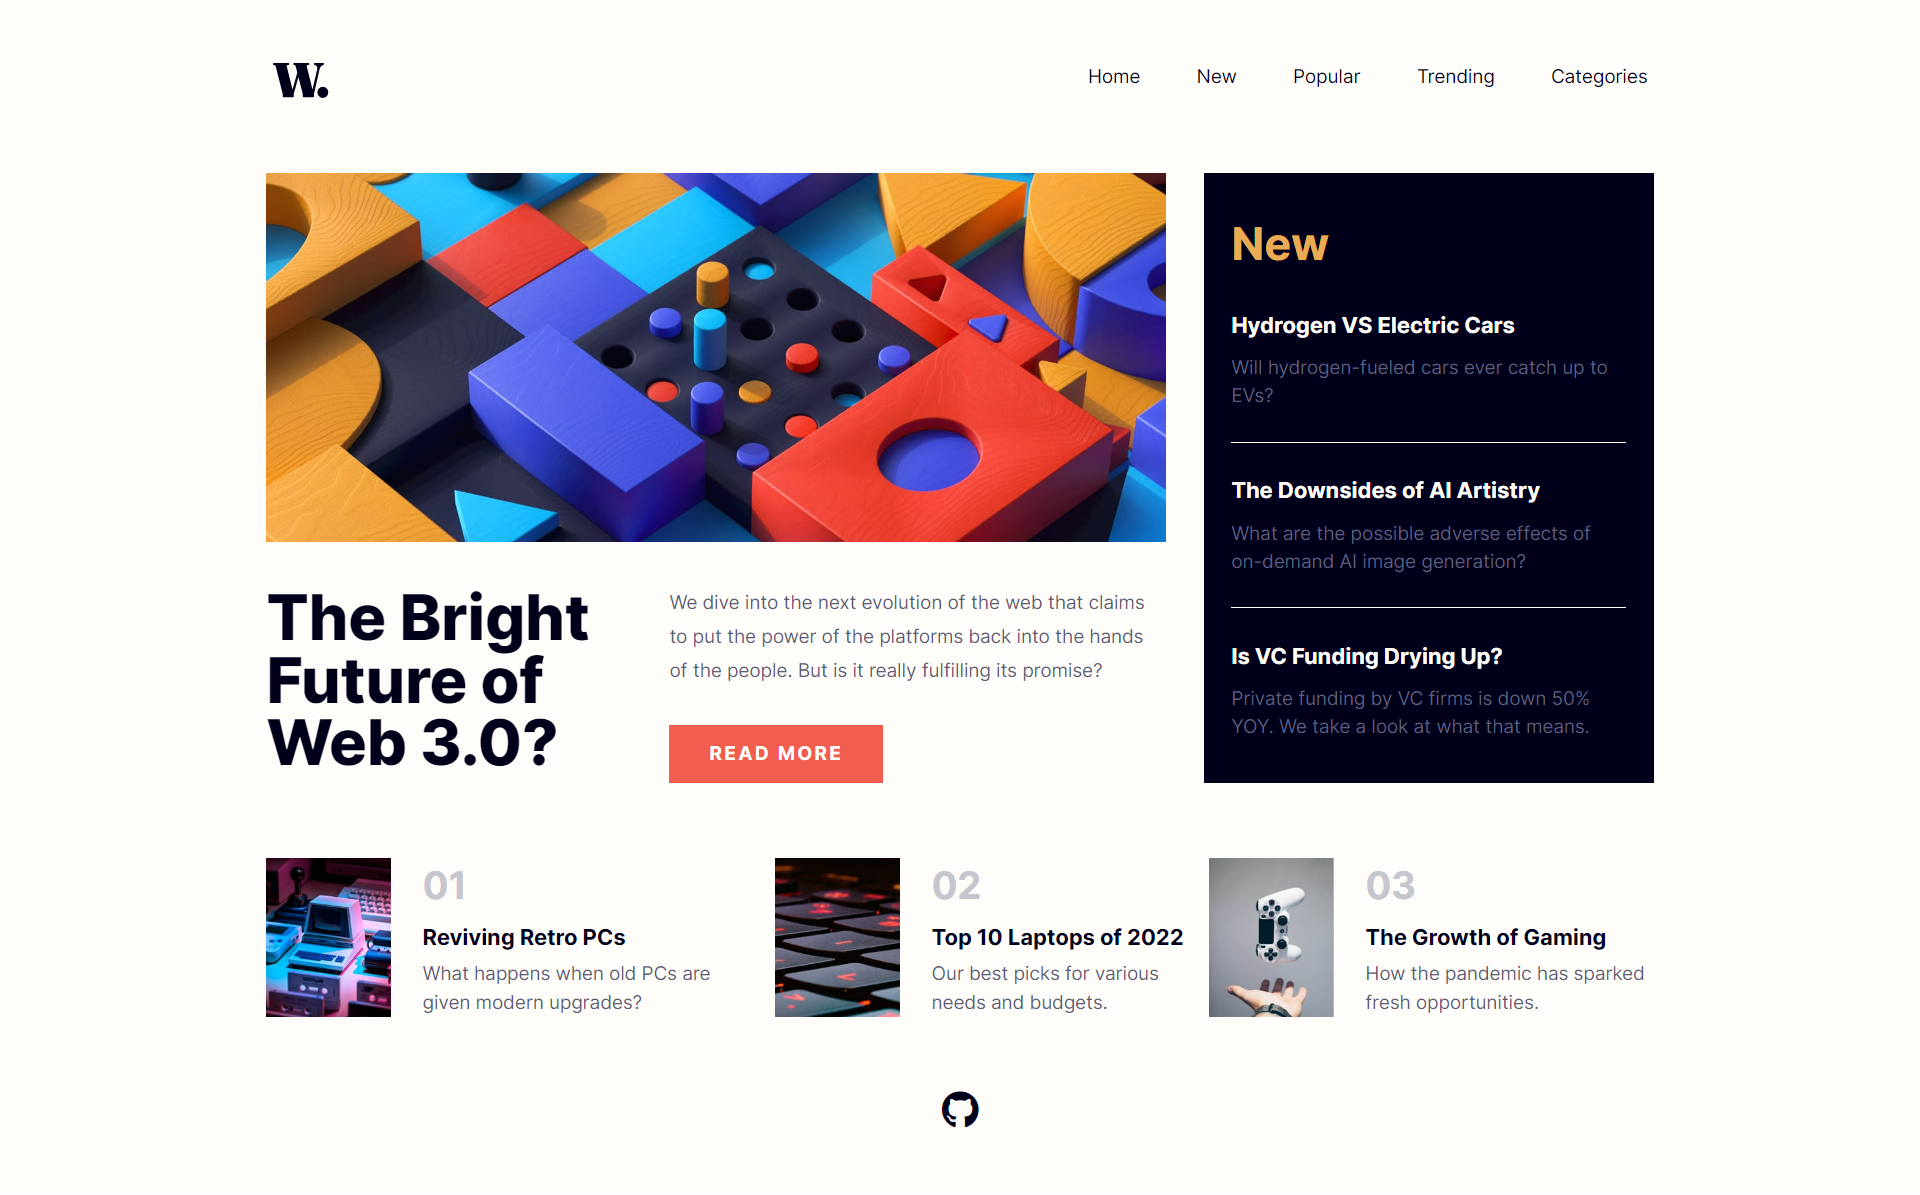 W.
Home New Popular Trending Categories
The Bright
Future of
Web 3.0?
We dive into the next evolution of the web that claims
to put the power of the platforms back into the hands
of the people. But is it really fulfilling its promise?
READ MORE
New
Hydrogen VS Electric Cars
Will hydrogen-fueled cars ever catch up to
EVs?
The Downsides of AI Artistry
What are the possible adverse effects of
on-demand AI image generation?
Is VC Funding Drying Up?
Private funding by VC firms is down 50%
YOY. We take a look at what that means.
01
Reviving Retro PCs
What happens when old PCs are
given modern upgrades?
02
Top 10 Laptops of 2022
Our best picks for various
needs and budgets.
03
The Growth of Gaming
How the pandemic has sparked
fresh opportunities.